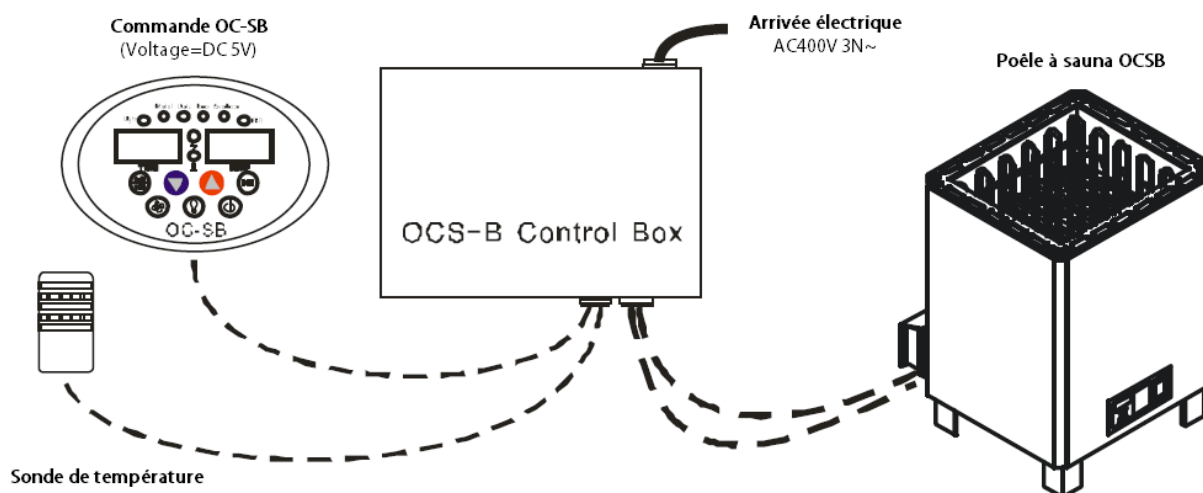 Commande OC-SB
(Voltage=DC 5V)
Arrivée électrique
AC400V 3N~
Poêle à sauna OCSB
OC-SB
OCS-B Control Box
Sonde de température